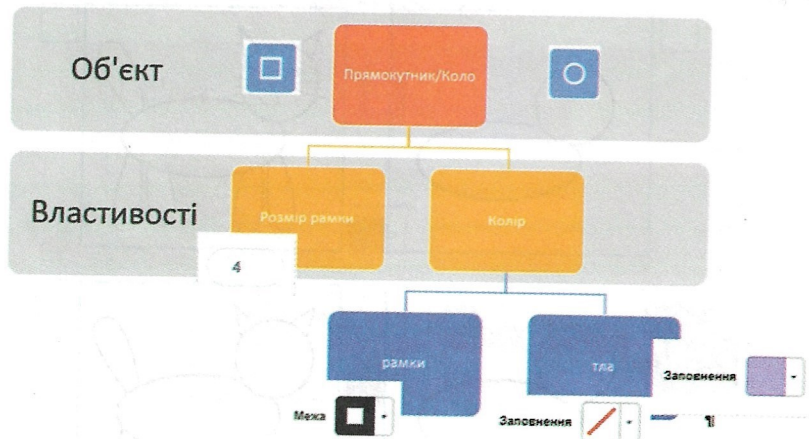 Об'єкт
Прямокутник/Коло
Властивості
Розмір рамки
Колір
4
рамки
тла
Заповнення
Межа
Заповнення
¶